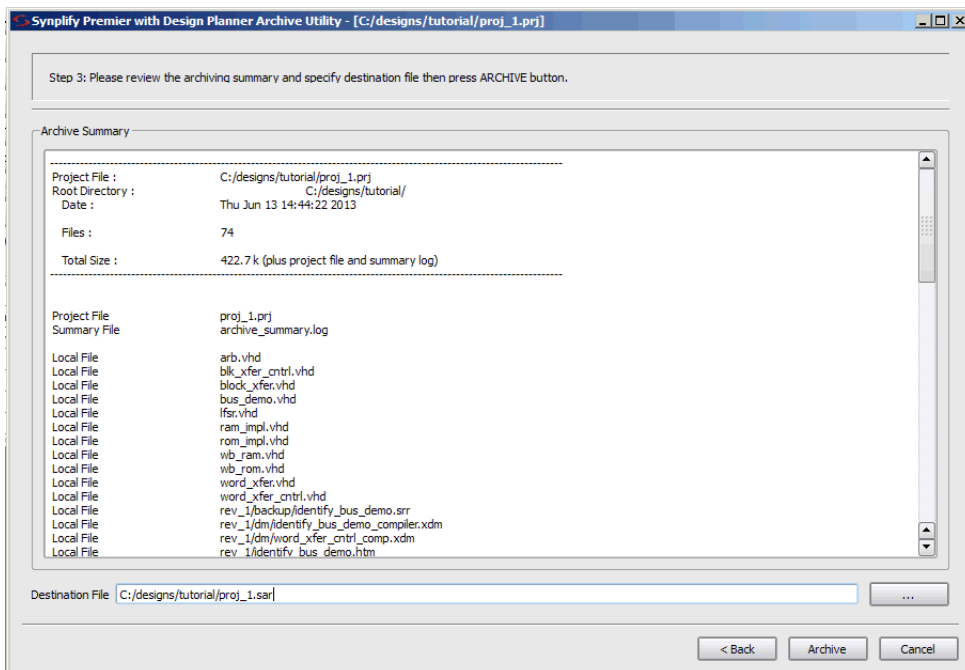 Synplify Premier with Design Planner Archive Utility - [C:/designs/tutorial/proj_1.prj]
Step 3: Please review the archiving summary and specify destination file then press ARCHIVE button.
Archive Summary
Project File : C:/designs/tutorial/proj_1.prj
Root Directory : C:/designs/tutorial/
Date : Thu Jun 13 14:44:22 2013
Files : 74
Total Size : 422.7 k (plus project file and summary log)
Project File proj_1.prj
Summary File archive_summary.log
Local File arb.vhd
Local File blk_xfer_cntrl.vhd
Local File block_xfer.vhd
Local File bus_demo.vhd
Local File lfsr.vhd
Local File ram_impl.vhd
Local File rom_impl.vhd
Local File wb_ram.vhd
Local File wb_rom.vhd
Local File word_xfer.vhd
Local File word_xfer_cntrl.vhd
Local File rev_1/backup/identify_bus_demo.srr
Local File rev_1/dm/identify_bus_demo_compiler.xdm
Local File rev_1/dm/word_xfer_cntrl_comp.xdm
Local File rev_1/identify_bus_demo.htm
Destination File C:/designs/tutorial/proj_1.sar ...
< Back Archive Cancel